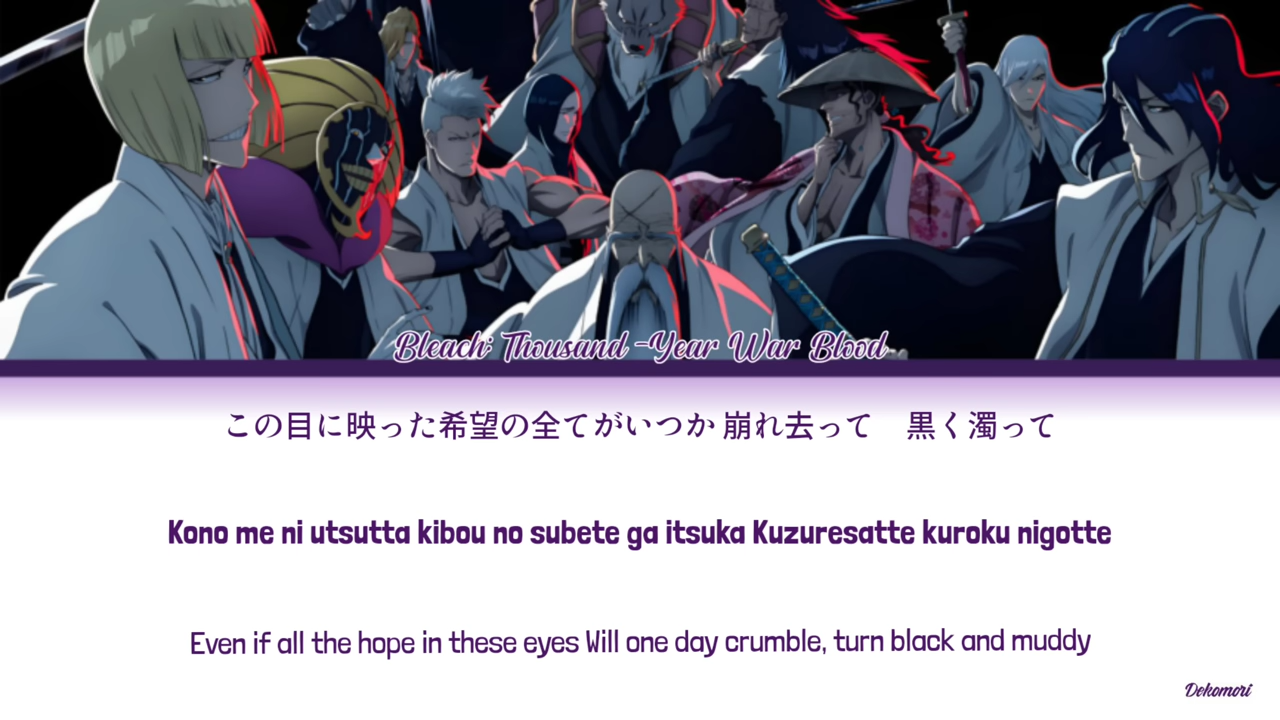 Bleach: Thousand-Year War Blood
この目に映った希望の全てがいつか 崩れ去って　黒く濁って
Kono me ni utsutta kibou no subete ga itsuka Kuzuresatte kuroku nigotte
Even if all the hope in these eyes Will one day crumble, turn black and muddy
Dekomori